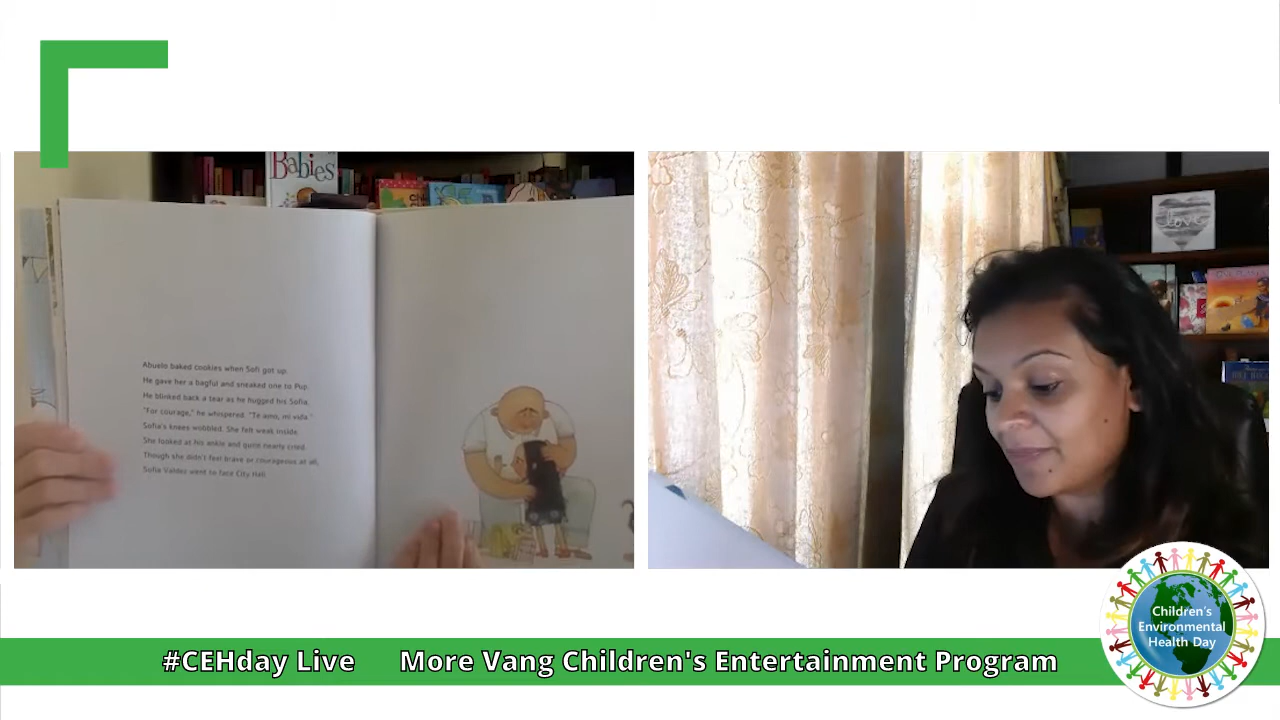 Babies
Love
Abuelo baked cookies when Sofi got up.
He gave her a bagful and sneaked one to Pup.
He blinked back a tear as he hugged his Sofia.
"For courage," he whispered. "Te amo, mi vida."
Sofia's knees wobbled. She felt weak inside.
She looked at his ankle and quite nearly cried.
Though she didn't feel brave or courageous at all,
Sofia Valdez went to face City Hall.
Children's
Environmental
Health Day
#CEHday Live More Vang Children's Entertainment Program